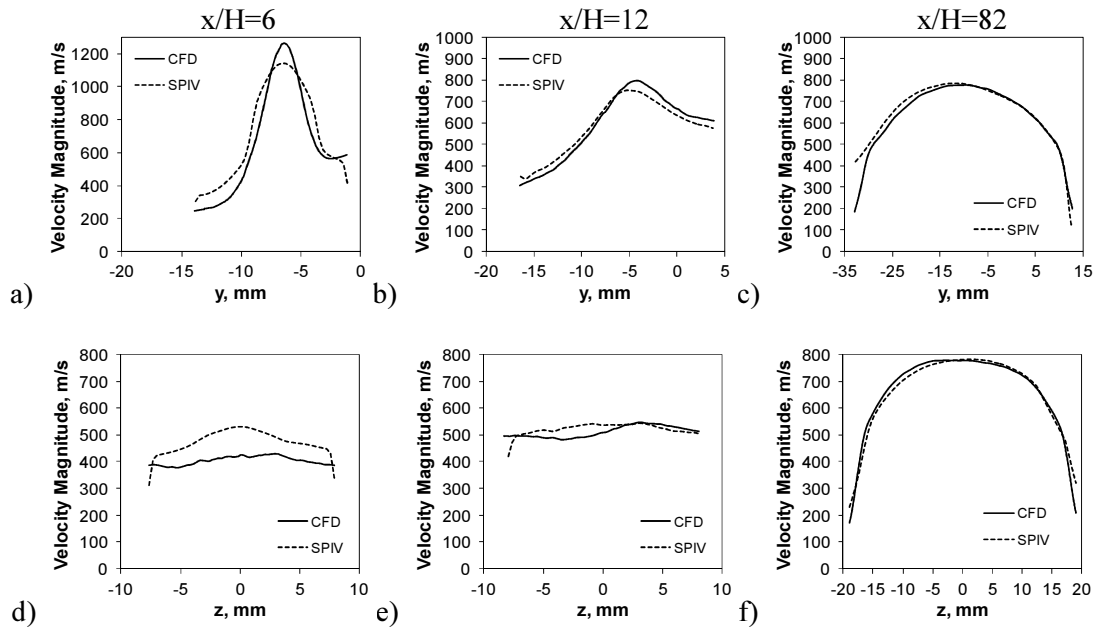 x/H=6
x/H=12
x/H=82
Velocity Magnitude, m/s
1200
1000
800
600
400
200
0
CFD
SPIV
-20
-15
-10
-5
0
y, mm
a)
Velocity Magnitude, m/s
1000
900
800
700
600
500
400
300
200
100
0
CFD
SPIV
-20
-15
-10
-5
0
5
y, mm
b)
Velocity Magnitude, m/s
1000
900
800
700
600
500
400
300
200
100
0
CFD
SPIV
-35
-25
-15
-5
5
15
y, mm
c)
Velocity Magnitude, m/s
800
700
600
500
400
300
200
100
0
CFD
SPIV
-10
-5
0
5
10
z, mm
d)
Velocity Magnitude, m/s
800
700
600
500
400
300
200
100
0
CFD
SPIV
-10
-5
0
5
10
z, mm
e)
Velocity Magnitude, m/s
800
700
600
500
400
300
200
100
0
CFD
SPIV
-20
-15
-10
-5
0
5
10
15
20
z, mm
f)